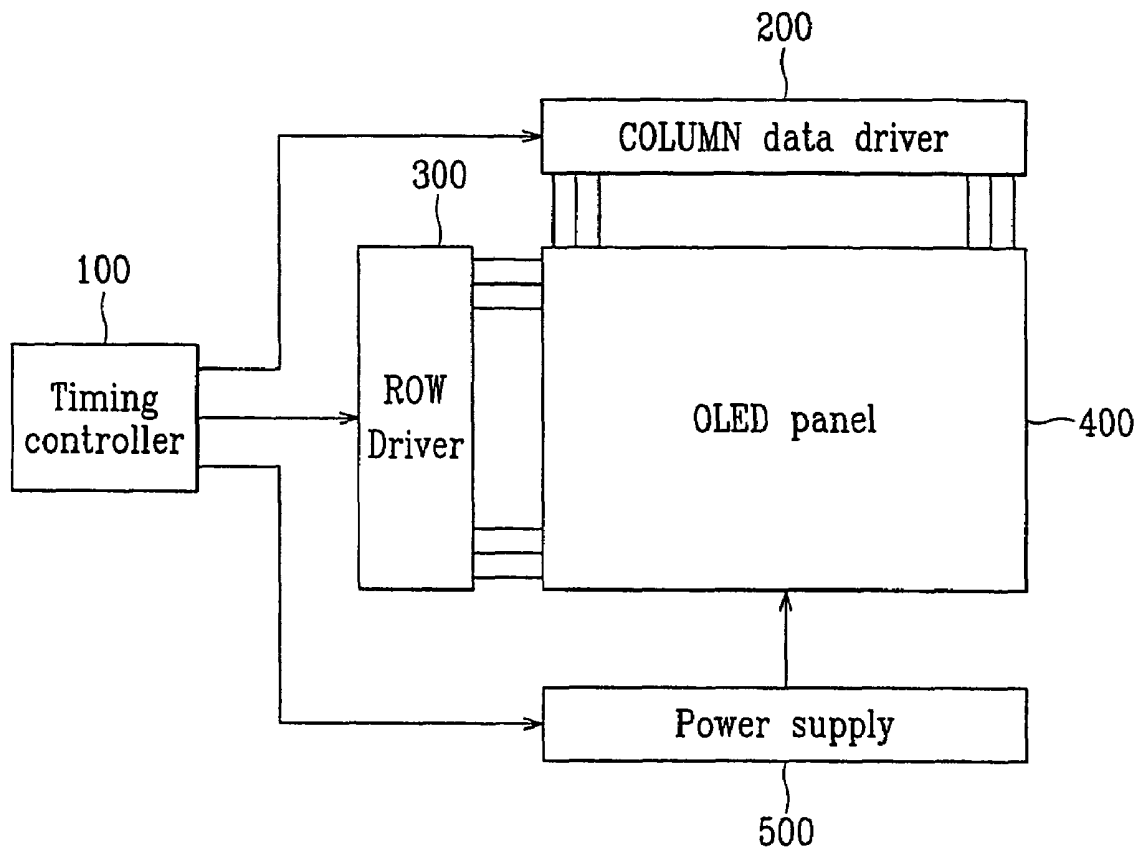 200
COLUMN data driver
300
100
Timing
controller
ROW
Driver
OLED panel
400
Power supply
500